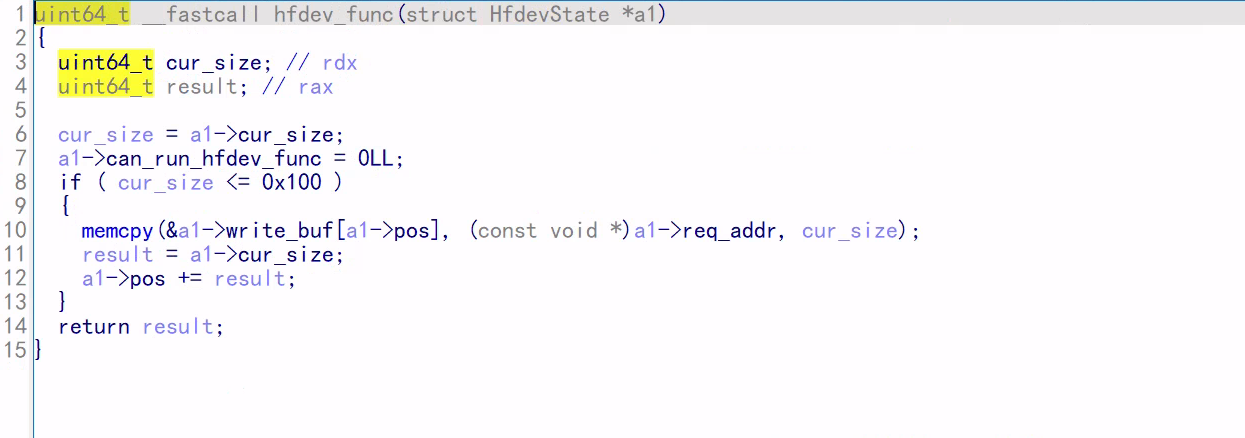 1 uint64_t __fastcall hfdev_func(struct HfdevState *a1)
2 {
3 uint64_t cur_size; // rdx
4 uint64_t result; // rax
5
6 cur_size = a1->cur_size;
7 a1->can_run_hfdev_func = 0LL;
8 if ( cur_size <= 0x100 )
9 {
10 memcpy(&a1->write_buf[a1->pos], (const void *)a1->req_addr, cur_size);
11 result = a1->cur_size;
12 a1->pos += result;
13 }
14 return result;
15 }